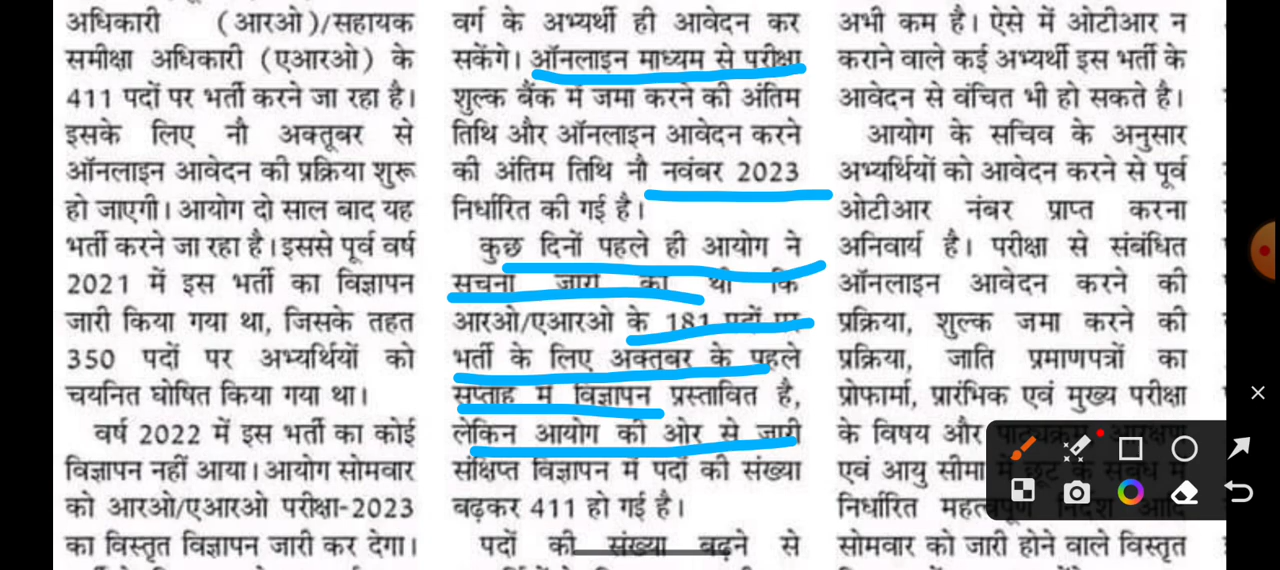 अधिकारी (आरओ)/सहायक
समीक्षा अधिकारी (एआरओ) के
411 पदों पर भर्ती करने जा रहा है।
इसके लिए नौ अक्तूबर से
ऑनलाइन आवेदन की प्रक्रिया शुरू
हो जाएगी। आयोग दो साल बाद यह
भर्ती करने जा रहा है। इससे पूर्व वर्ष
2021 में इस भर्ती का विज्ञापन
जारी किया गया था, जिसके तहत
350 पदों पर अभ्यर्थियों को
चयनित घोषित किया गया था।
वर्ष 2022 में इस भर्ती का कोई
विज्ञापन नहीं आया। आयोग सोमवार
को आरओ/एआरओ परीक्षा-2023
का विस्तृत विज्ञापन जारी कर देगा।
वर्ग के अभ्यर्थी ही आवेदन कर
सकेंगे। ऑनलाइन माध्यम से परीक्षा
शुल्क बैंक में जमा करने की अंतिम
तिथि और ऑनलाइन आवेदन करने
की अंतिम तिथि नौ नवंबर 2023
निर्धारित की गई है।
कुछ दिनों पहले ही आयोग ने
सूचना जारी की थी कि
आरओ/एआरओ के 181 पदों पर
भर्ती के लिए अक्तूबर के पहले
सप्ताह में विज्ञापन प्रस्तावित है,
लेकिन आयोग की ओर से जारी
संक्षिप्त विज्ञापन में पदों की संख्या
बढ़कर 411 हो गई है।
पदों की संख्या बढ़ने से
अभी कम है। ऐसे में ओटीआर न
कराने वाले कई अभ्यर्थी इस भर्ती के
आवेदन से वंचित भी हो सकते है।
आयोग के सचिव के अनुसार
अभ्यर्थियों को आवेदन करने से पूर्व
ओटीआर नंबर प्राप्त करना
अनिवार्य है। परीक्षा से संबंधित
ऑनलाइन आवेदन करने की
प्रक्रिया, शुल्क जमा करने की
प्रक्रिया, जाति प्रमाणपत्रों का
प्रोफार्मा, प्रारंभिक एवं मुख्य परीक्षा
के विषय और पाठ्यक्रम आरक्षण
एवं आयु सीमा में छूट के संबंध में
निर्धारित महत्वपूर्ण निर्देश आदि
सोमवार को जारी होने वाले विस्तृत